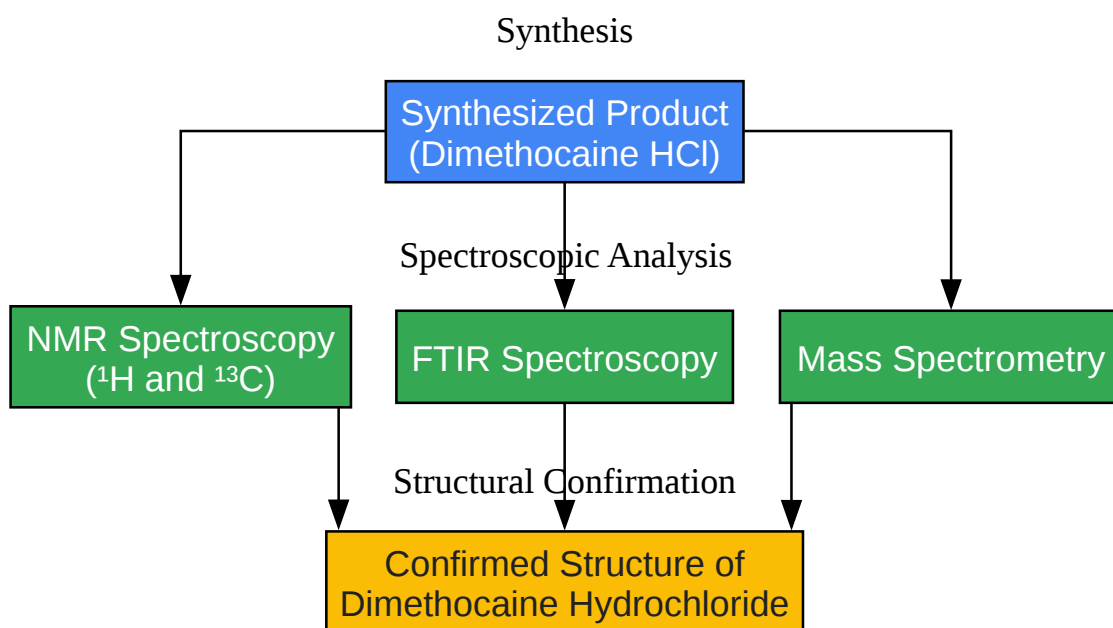 Synthesis
Synthesized Product
(Dimethocaine HCl)
Spectroscopic Analysis
NMR Spectroscopy
(¹H and ¹³C)
FTIR Spectroscopy
Mass Spectrometry
Structural Confirmation
Confirmed Structure of
Dimethocaine Hydrochloride